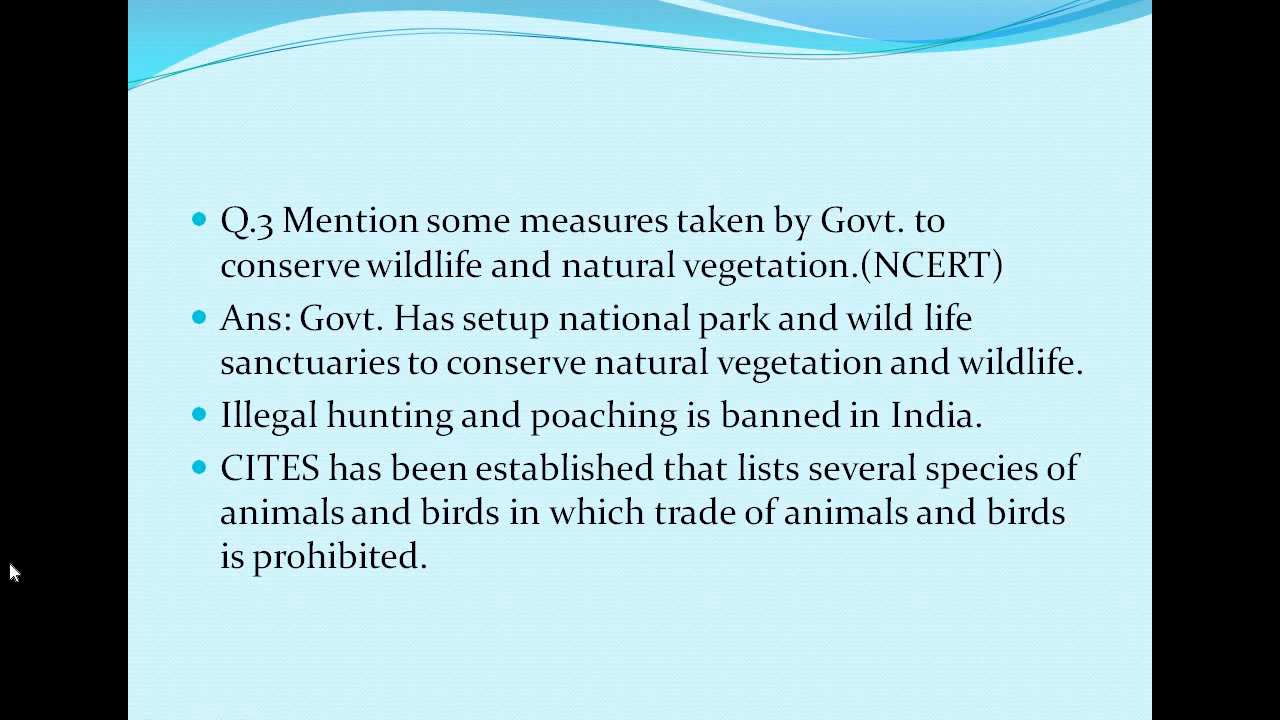 Q.3 Mention some measures taken by Govt. to
conserve wildlife and natural vegetation.(NCERT)
Ans: Govt. Has setup national park and wild life
sanctuaries to conserve natural vegetation and wildlife.
Illegal hunting and poaching is banned in India.
CITES has been established that lists several species of
animals and birds in which trade of animals and birds
is prohibited.